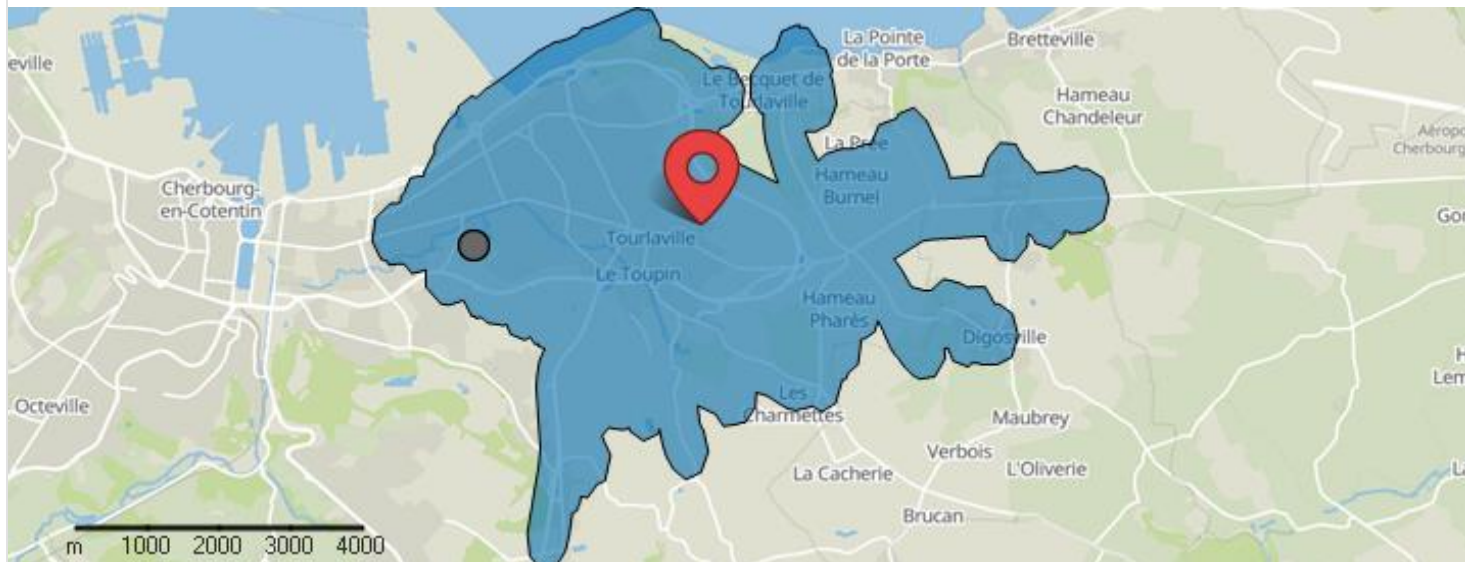 La Pointe
de la Porte
Bretteville
eville
Le Becquet de
Tourlaville
Hameau
Chandeleur
Aérop
Cherbourg-
La Prée
Hameau
Burnel
Cherbourg-
en-Cotentin
Gon
Tourlaville
Le Toupin
Hameau
Pharès
Digosville
H
Lem
Octeville
Les
Charmettes
Maubrey
Verbois
L'Oliverie
La Cacherie
La
Brucan
m 1000 2000 3000 4000